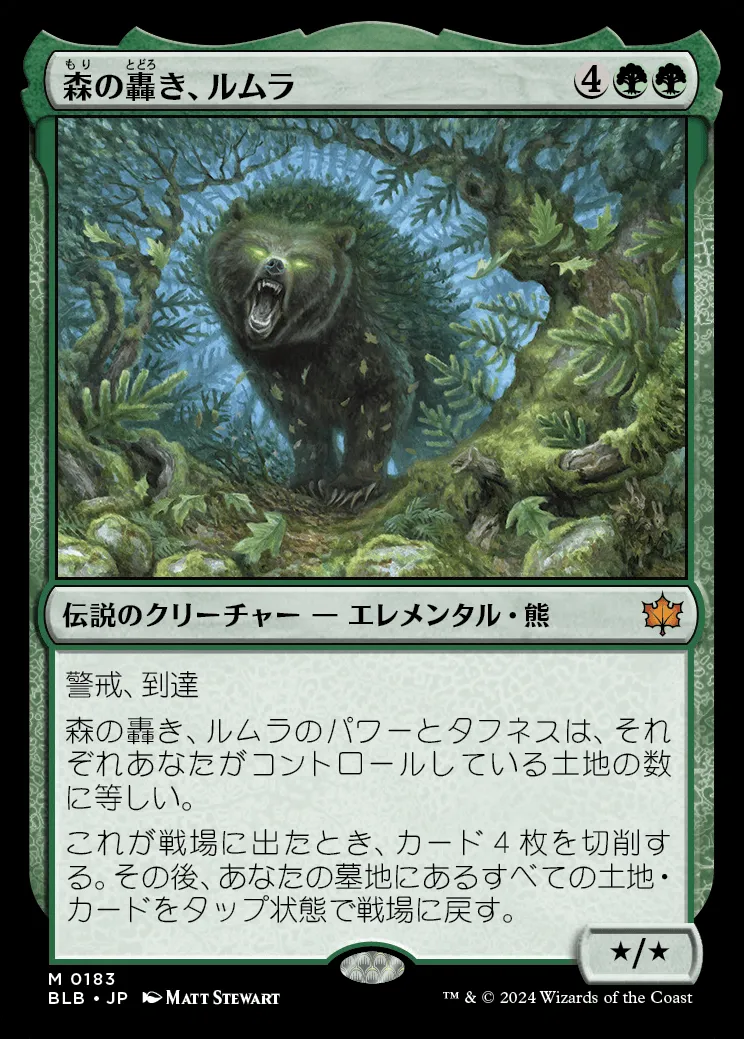 森の轟き、ルムラ
もり とどろ
4
伝説のクリーチャー — エレメンタル・熊
警戒、到達
森の轟き、ルムラのパワーとタフネスは、それ
ぞれあなたがコントロールしている土地の数
に等しい。
これが戦場に出たとき、カード4枚を切削す
る。その後、あなたの墓地にあるすべての土地・
カードをタップ状態で戦場に戻す。
★/★
M 0183
BLB • JP MATT STEWART
™ & © 2024 Wizards of the Coast